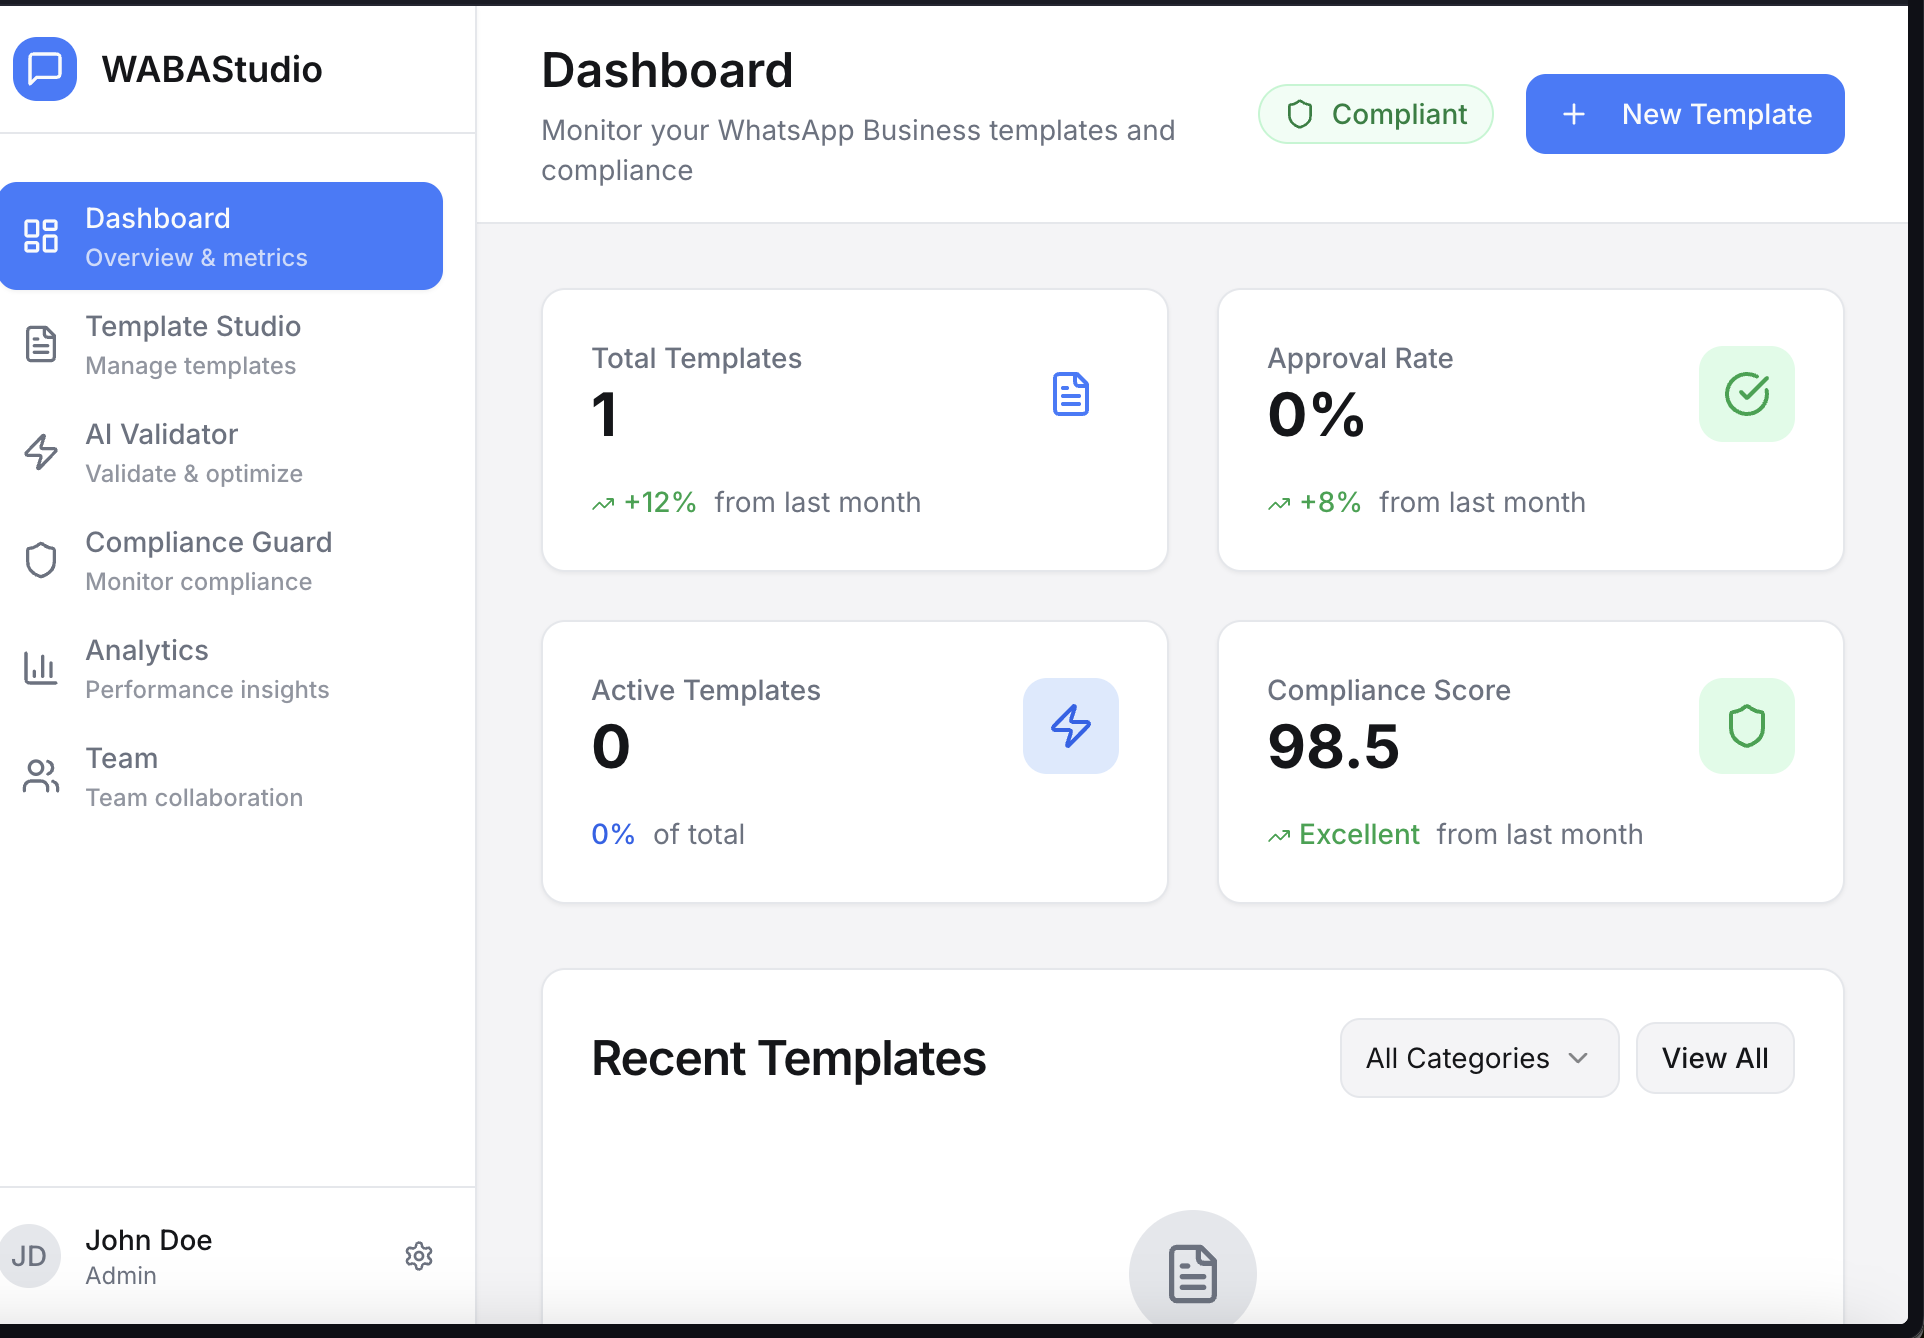 WABAStudio
Dashboard
Overview & metrics
Template Studio
Manage templates
AI Validator
Validate & optimize
Compliance Guard
Monitor compliance
Analytics
Performance insights
Team
Team collaboration
JD
John Doe
Admin
Dashboard
Monitor your WhatsApp Business templates and
compliance
Compliant
+ New Template
Total Templates
1
+12% from last month
Approval Rate
0%
+8% from last month
Active Templates
0
0% of total
Compliance Score
98.5
Excellent from last month
Recent Templates
All Categories
View All